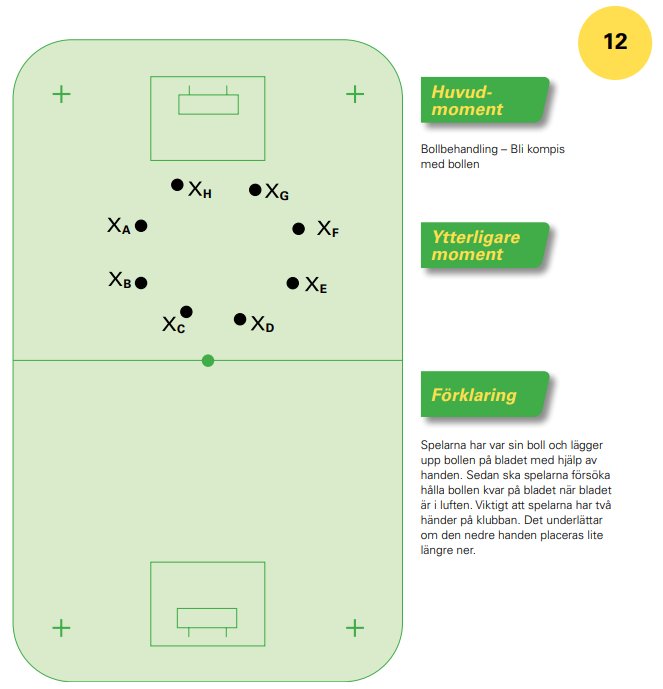 12
Huvud-
moment
Bollbehandling – Bli kompis
med bollen
XH
XG
XA
XF
XB
XE
XC
XD
Ytterligare
moment
Förklaring
Spelarna har var sin boll och lägger
upp bollen på bladet med hjälp av
handen. Sedan ska spelarna försöka
hålla bollen kvar på bladet när bladet
är i luften. Viktigt att spelarna har två
händer på klubban. Det underlättar
om den nedre handen placeras lite
längre ner.